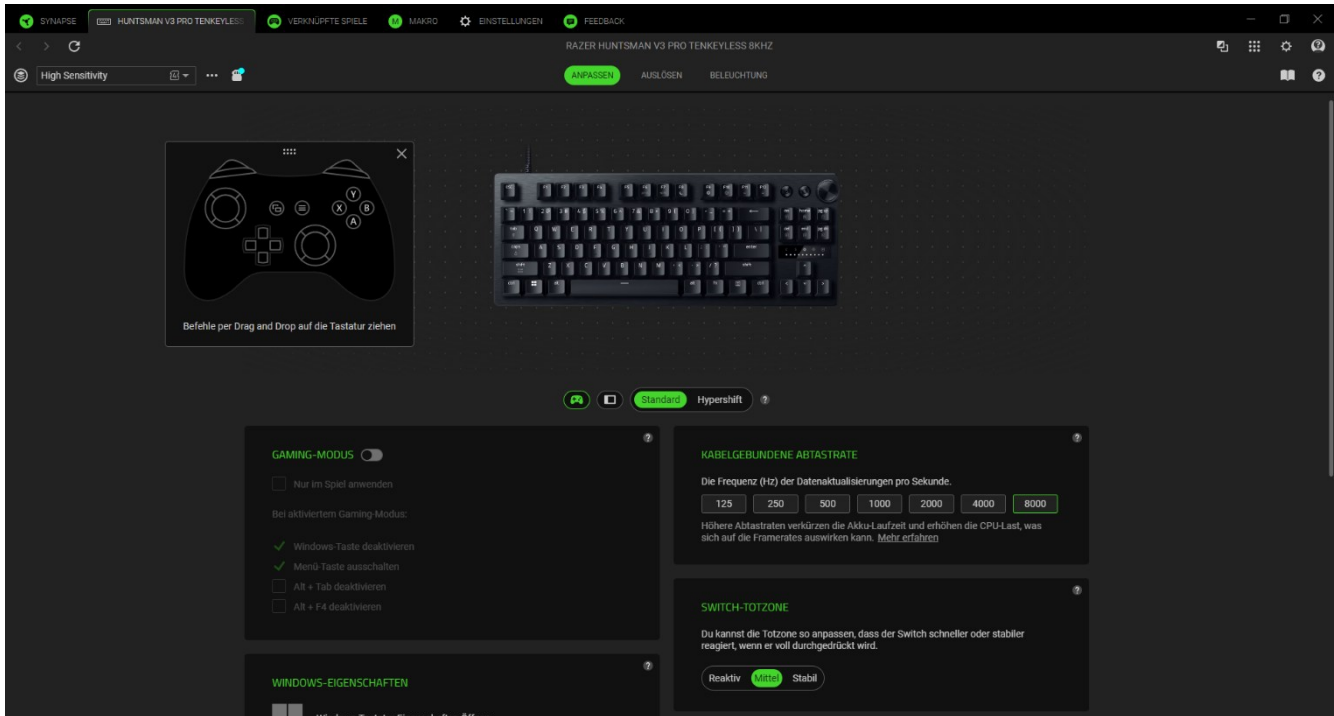 SYNAPSE
HUNTSMAN V3 PRO TENKEYLESS
VERKNÜPFTE SPIELE
M MAKRO
EINSTELLUNGEN
FEEDBACK
RAZER HUNTSMAN V3 PRO TENKEYLESS 8KHZ
High Sensitivity
ANPASSEN
AUSLÖSEN
BELEUCHTUNG
Y
X
B
A
Befehle per Drag and Drop auf die Tastatur ziehen
Standard
Hypershift
GAMING-MODUS
Nur im Spiel anwenden
Bei aktiviertem Gaming-Modus:
Windows-Taste deaktivieren
Menü-Taste ausschalten
Alt + Tab deaktivieren
Alt + F4 deaktivieren
WINDOWS-EIGENSCHAFTEN
KABELGEBUNDENE ABTASTRATE
Die Frequenz (Hz) der Datenaktualisierungen pro Sekunde.
125 250 500 1000 2000 4000 8000
Höhere Abtastraten verkürzen die Akku-Laufzeit und erhöhen die CPU-Last, was
sich auf die Framerates auswirken kann. Mehr erfahren
SWITCH-TOTZONE
Du kannst die Totzone so anpassen, dass der Switch schneller oder stabiler
reagiert, wenn er voll durchgedrückt wird.
Reaktiv Mittel Stabil